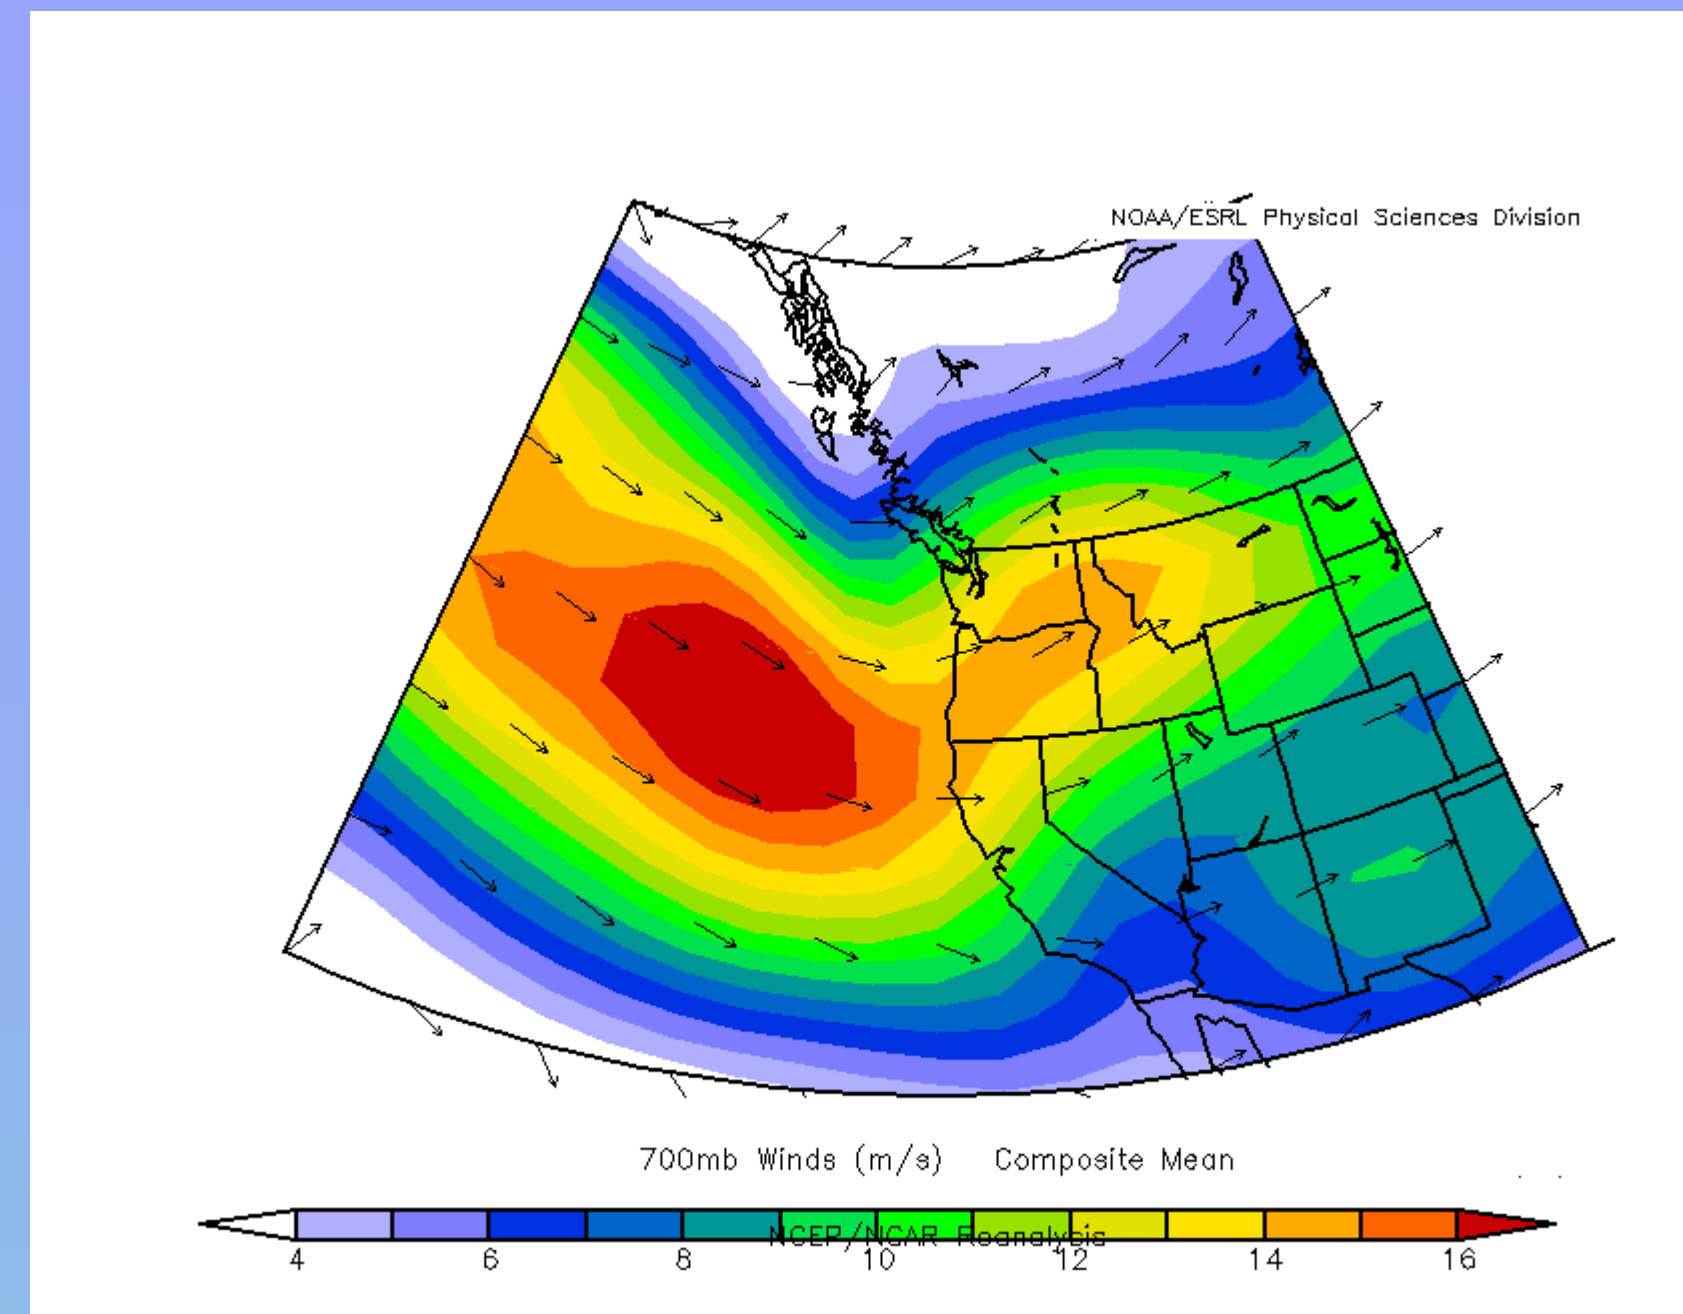 NOAA/ESRL Physical Sciences Division
700mb Winds (m/s) Composite Mean
NCEP/NCAR Reanalysis
4 6 8 10 12 14 16